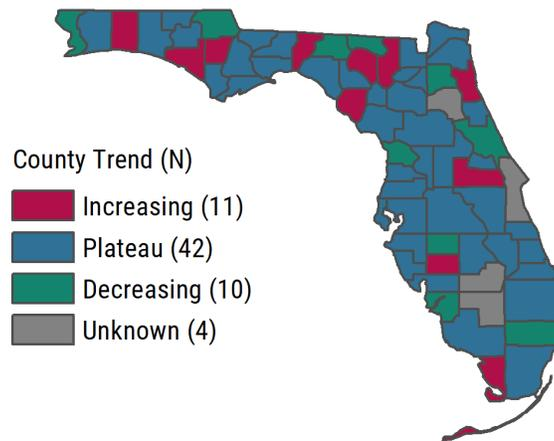 County Trend (N)
Increasing (11)
Plateau (42)
Decreasing (10)
Unknown (4)